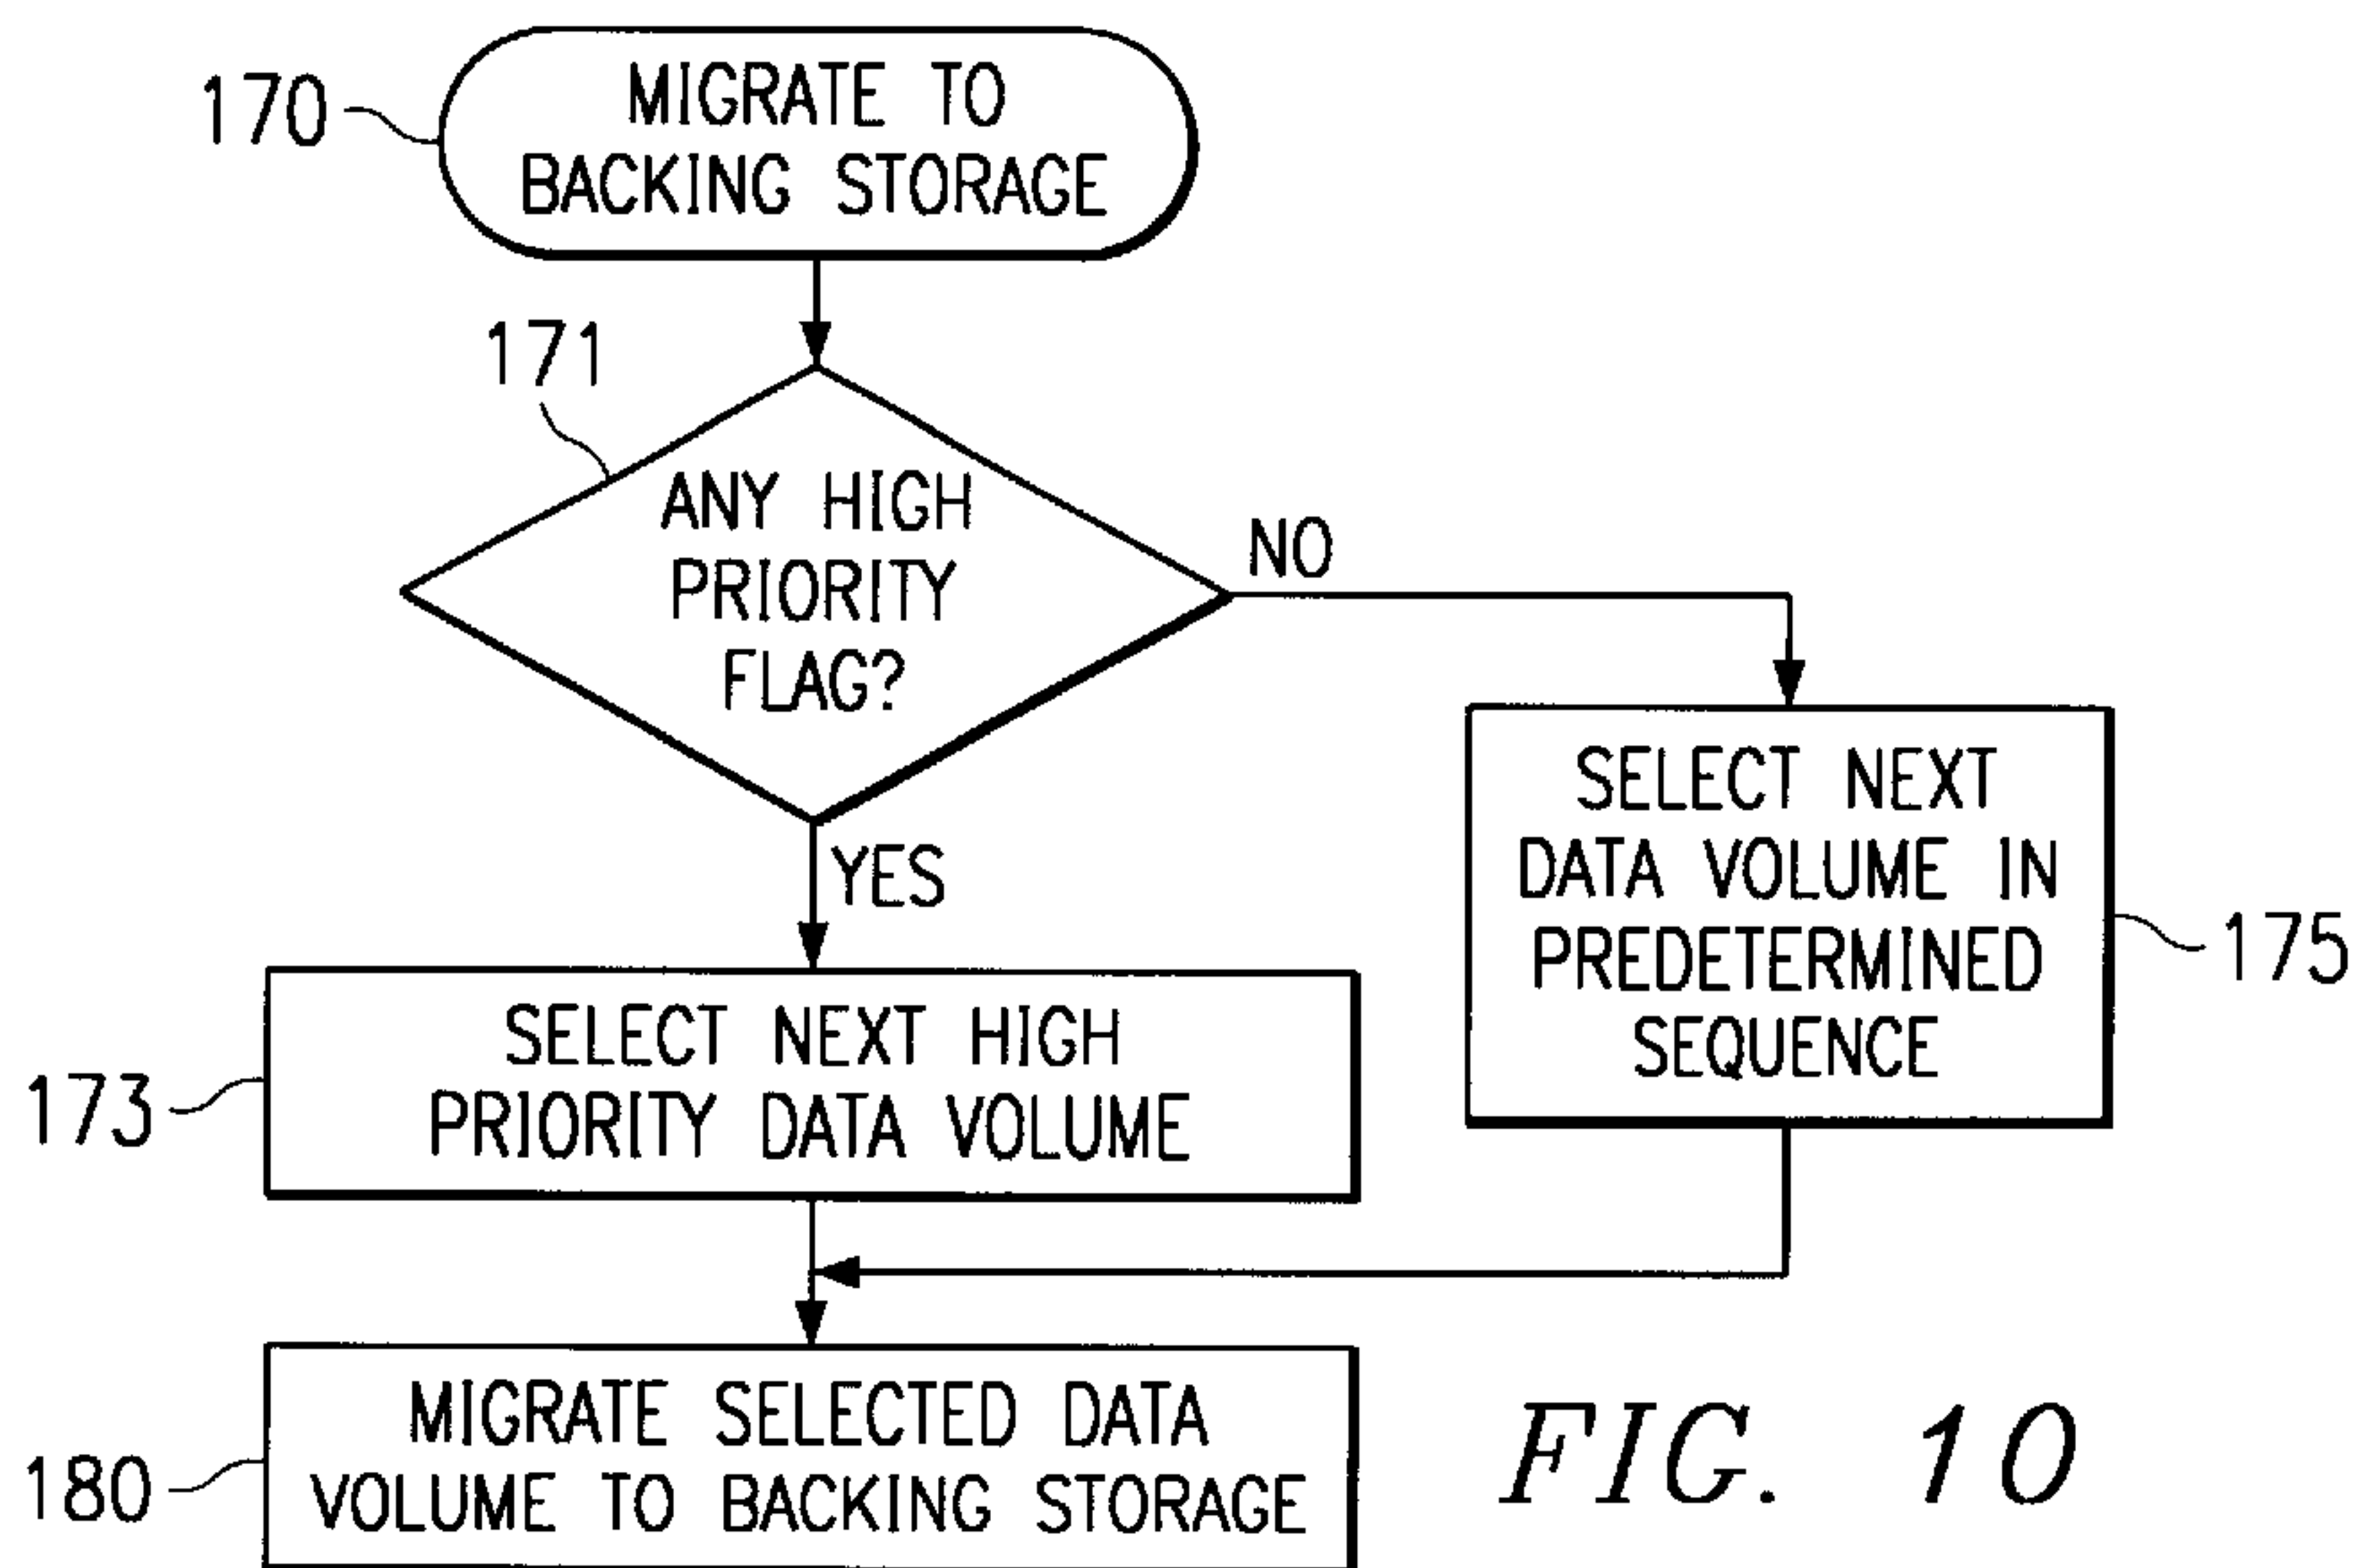 170
MIGRATE TO
BACKING STORAGE
171
ANY HIGH
PRIORITY
FLAG?
NO
YES
SELECT NEXT
DATA VOLUME IN
PREDETERMINED
SEQUENCE
175
173
SELECT NEXT HIGH
PRIORITY DATA VOLUME
180
MIGRATE SELECTED DATA
VOLUME TO BACKING STORAGE
FIG. 10